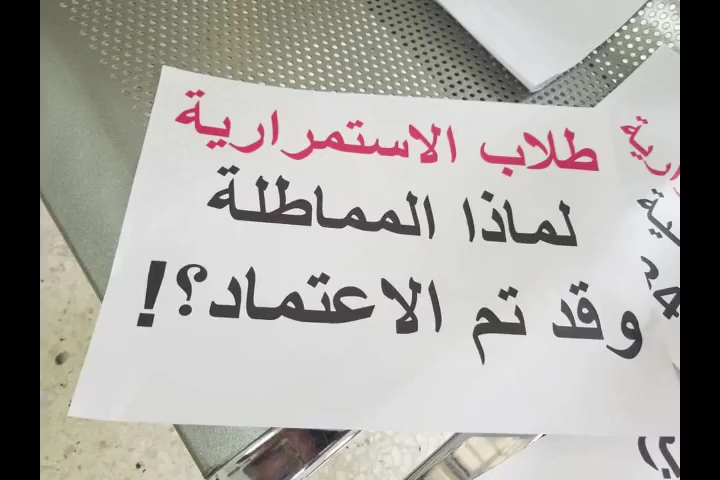 طلاب الاستمرارية
لماذا المماطلة
وقد تم الاعتماد؟!